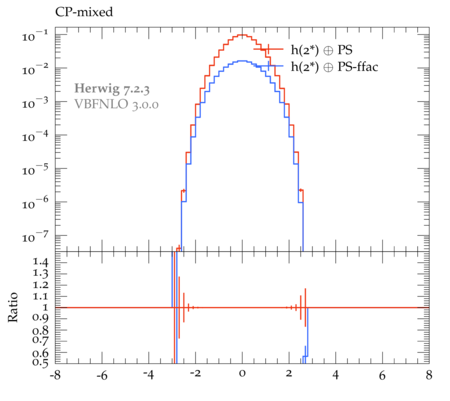 CP-mixed
10⁻¹
h(2*) ⊕ PS
10⁻²
h(2*) ⊕ PS-ffac
Herwig 7.2.3
10⁻³
VBFNLO 3.0.0
10⁻⁴
10⁻⁵
10⁻⁶
10⁻⁷
1.4
1.3
1.2
1.1
1
0.9
0.8
0.7
0.6
0.5
Ratio
-8 -6 -4 -2 0 2 4 6 8